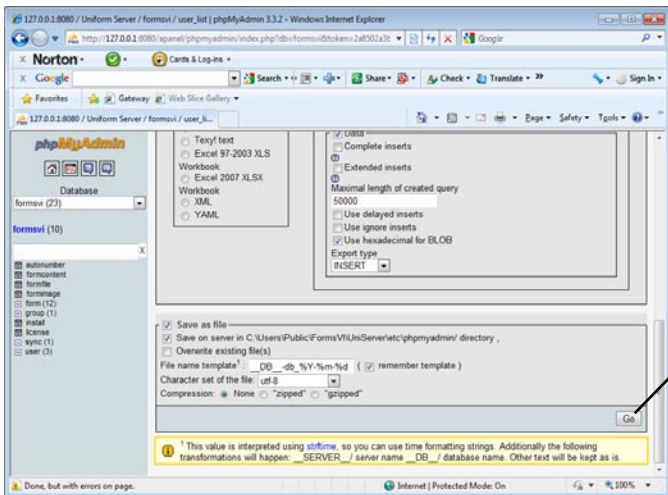 127.0.0.1:8080 / Uniform Server / formsvi / user_list | phpMyAdmin 3.3.2 - Windows Internet Explorer
http://127.0.0.1:8080/apanel/phpmyadmin/index.php?db=formsvi&token=2a8502a3t
Google
x Norton
Cards & Log-ins
x Google
Search
Share
Check
Translate
Sign In
Favorites
Gateway
Web Slice Gallery
127.0.0.1:8080 / Uniform Server / formsvi / user_li...
Page
Safety
Tools
phpMyAdmin
Database
formsvi (23)
formsvi (10)
X
autonumber
formcontent
formfile
formimage
form (12)
group (1)
install
license
sync (1)
user (3)
Texy! text
Excel 97-2003 XLS
Workbook
Excel 2007 XLSX
Workbook
XML
YAML
Data
Complete inserts
Extended inserts
Maximal length of created query
50000
Use delayed inserts
Use ignore inserts
Use hexadecimal for BLOB
Export type
INSERT
Save as file
Save on server in C:\Users\Public\FormsVI\UniServer\etc\phpmyadmin/ directory ,
Overwrite existing file(s)
File name template1 : __DB__-db_%Y-%m-%d ( remember template )
Character set of the file: utf-8
Compression: None "zipped" "gzipped"
Go
1 This value is interpreted using strftime, so you can use time formatting strings. Additionally the following
transformations will happen: __SERVER__/ server name __DB__/ database name. Other text will be kept as is.
Done, but with errors on page.
Internet | Protected Mode: On
100%